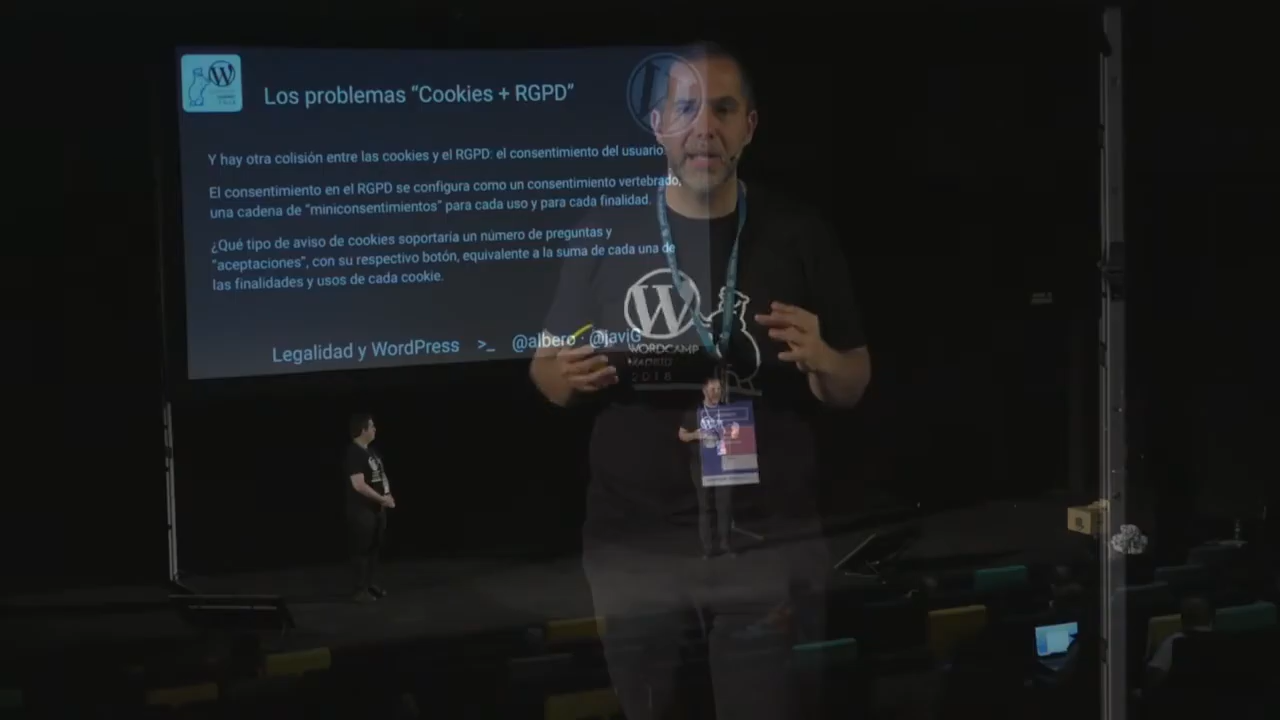 Los problemas “Cookies + RGPD”
Y hay otra colisión entre las cookies y el RGPD: el consentimiento del usuario.
El consentimiento en el RGPD se configura como un consentimiento vertebrado,
una cadena de “miniconsentimientos” para cada uso y para cada finalidad.
¿Qué tipo de aviso de cookies soportaría un número de preguntas y
“aceptaciones”, con su respectivo botón, equivalente a la suma de cada una de
las finalidades y usos de cada cookie.
Legalidad y WordPress >_ @albero · @javiG
WORDCAMP
MADRID
2018